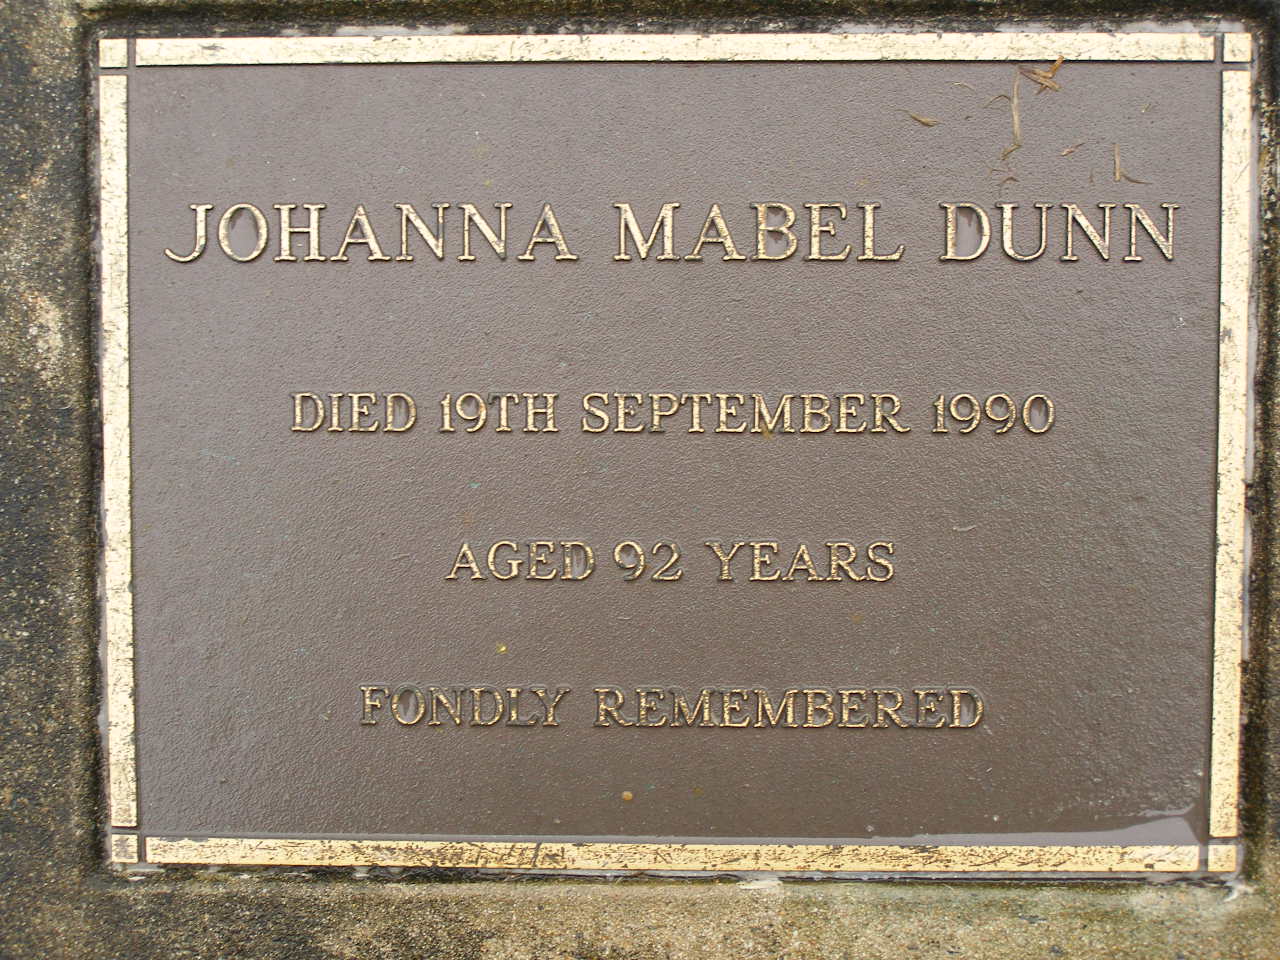 JOHANNA MABEL DUNN
DIED 19TH SEPTEMBER 1990
AGED 92 YEARS
FONDLY REMEMBERED